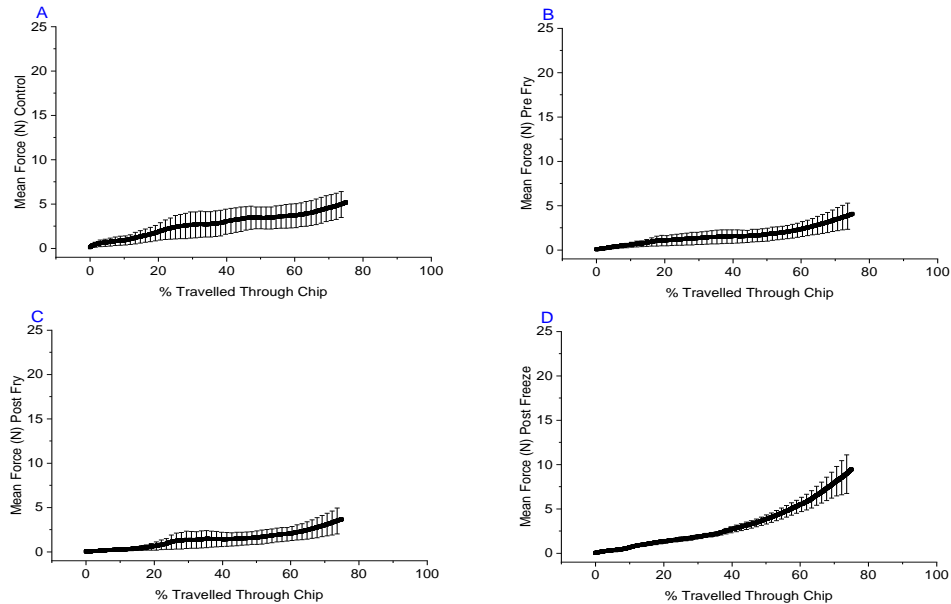 A
25
20
15
10
5
0
Mean Force (N) Control
0 20 40 60 80 100
% Travelled Through Chip
B
25
20
15
10
5
0
Mean Force (N) Pre Fry
0 20 40 60 80 100
% Travelled Through Chip
C
25
20
15
10
5
0
Mean Force (N) Post Fry
0 20 40 60 80 100
% Travelled Through Chip
D
25
20
15
10
5
0
Mean Force (N) Post Freeze
0 20 40 60 80 100
% Travelled Through Chip